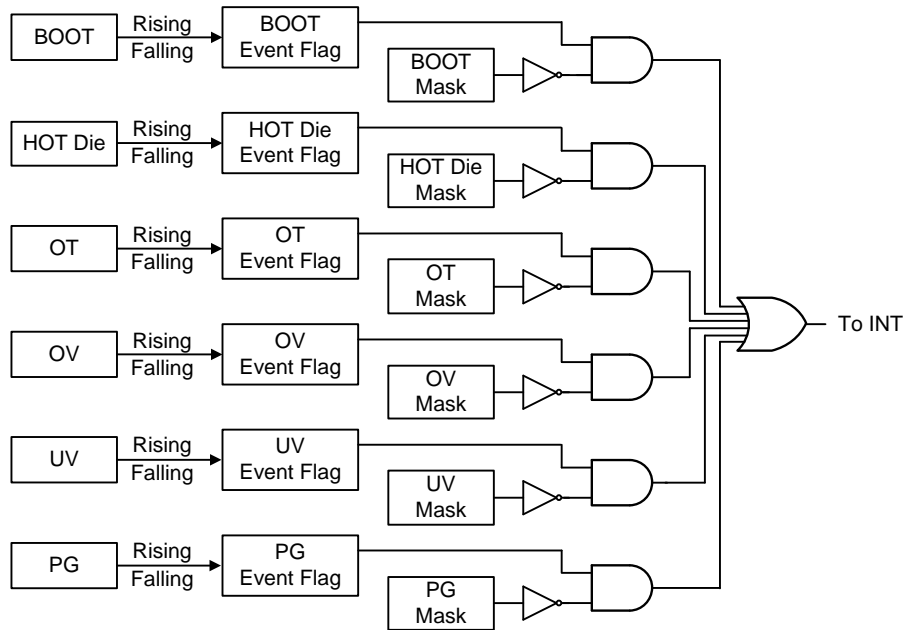 BOOT
Rising
Falling
BOOT
Event Flag
BOOT
Mask
HOT Die
Rising
Falling
HOT Die
Event Flag
HOT Die
Mask
OT
Rising
Falling
OT
Event Flag
OT
Mask
To INT
OV
Rising
Falling
OV
Event Flag
OV
Mask
UV
Rising
Falling
UV
Event Flag
UV
Mask
PG
Rising
Falling
PG
Event Flag
PG
Mask